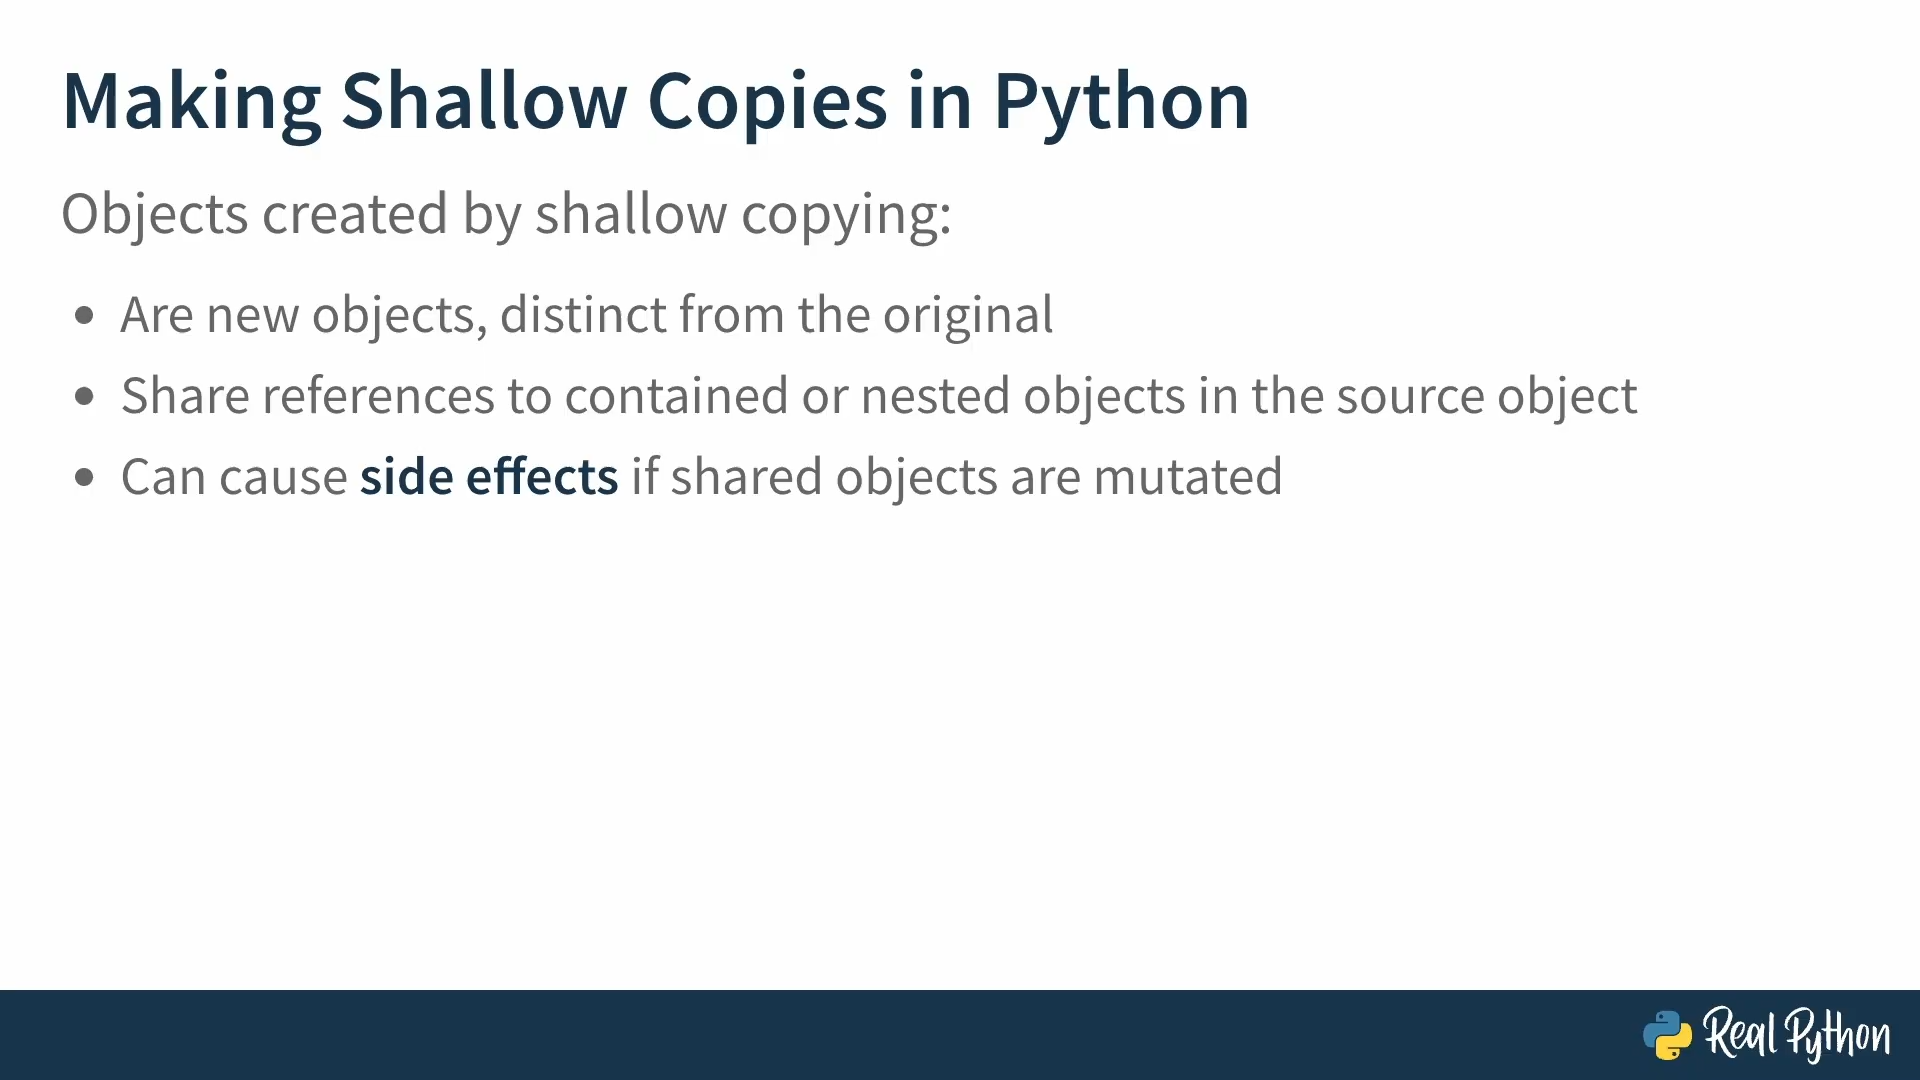 Making Shallow Copies in Python
Objects created by shallow copying:
• Are new objects, distinct from the original
• Share references to contained or nested objects in the source object
• Can cause side effects if shared objects are mutated
Real Python